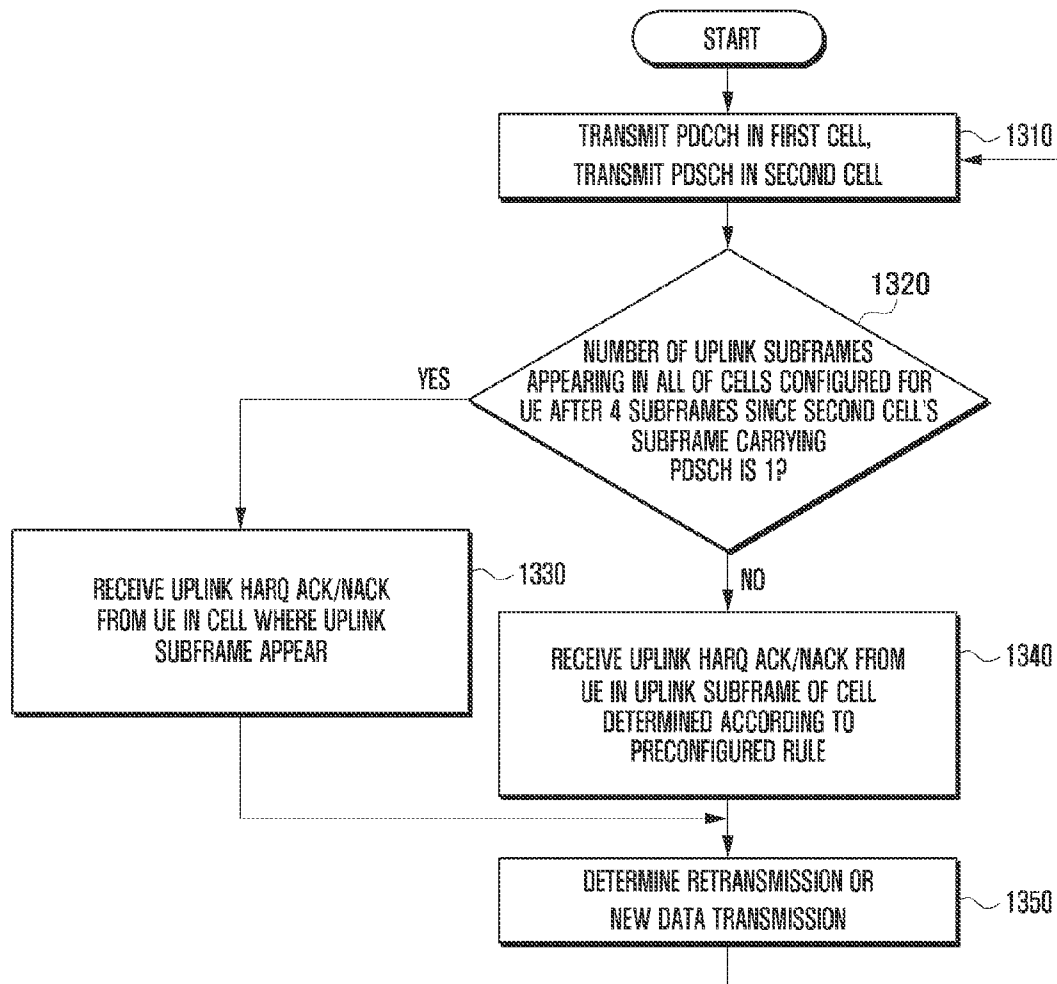 START
TRANSMIT PDCCH IN FIRST CELL,
TRANSMIT PDSCH IN SECOND CELL
1310
1320
NUMBER OF UPLINK SUBFRAMES
APPEARING IN ALL OF CELLS CONFIGURED FOR
UE AFTER 4 SUBFRAMES SINCE SECOND CELL'S
SUBFRAME CARRYING
PDSCH IS 1?
YES
NO
RECEIVE UPLINK HARQ ACK/NACK
FROM UE IN CELL WHERE UPLINK
SUBFRAME APPEAR
1330
RECEIVE UPLINK HARQ ACK/NACK FROM
UE IN UPLINK SUBFRAME OF CELL
DETERMINED ACCORDING TO
PRECONFIGURED RULE
1340
DETERMINE RETRANSMISSION OR
NEW DATA TRANSMISSION
1350